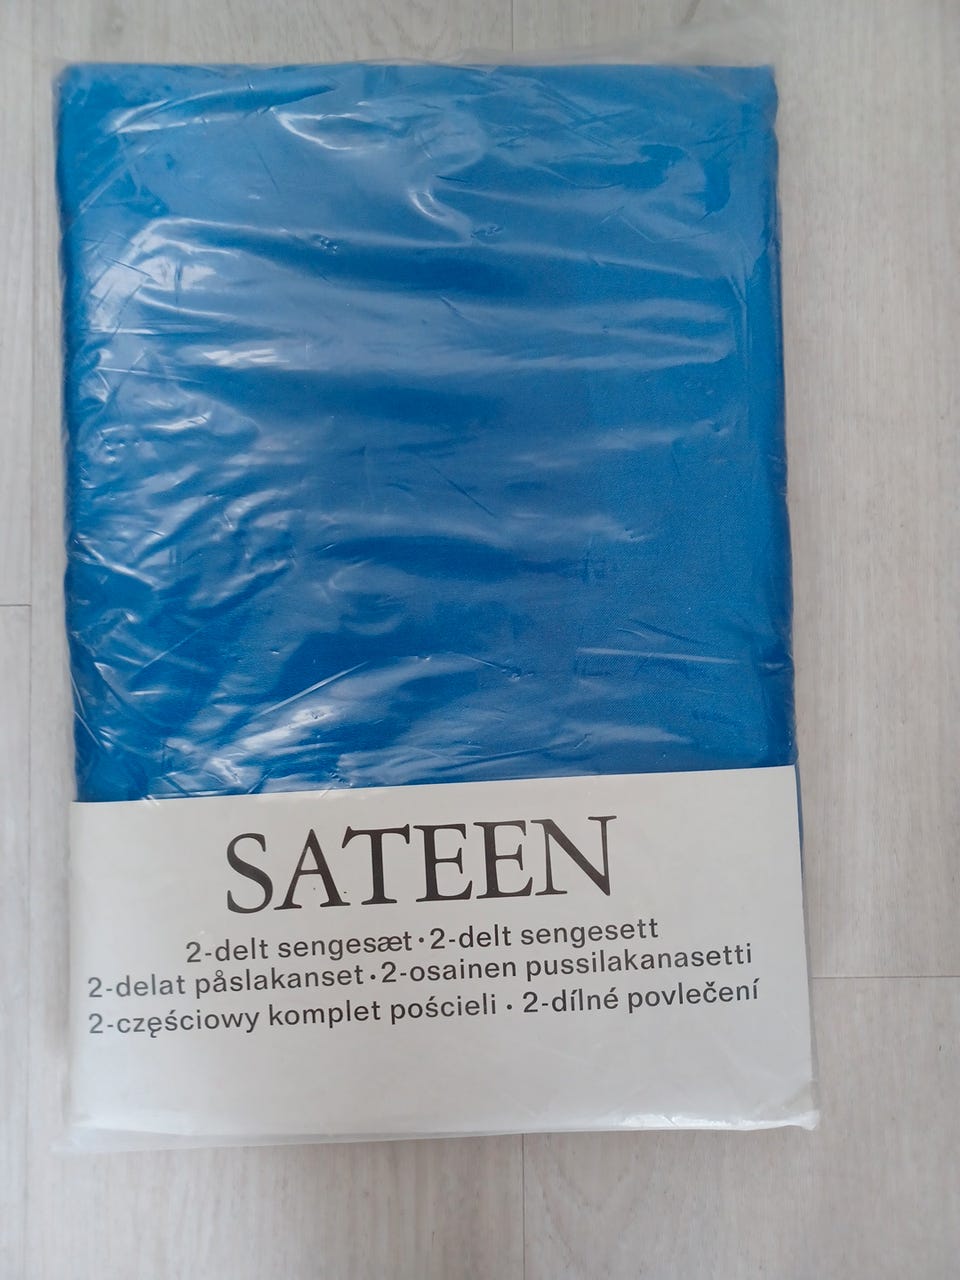 SATEEN
2-delt sengesæt · 2-delt sengesett
2-delat påslakanset · 2-osainen pussilakanasetti
2-częściowy komplet pościeli · 2-dílné povlečení